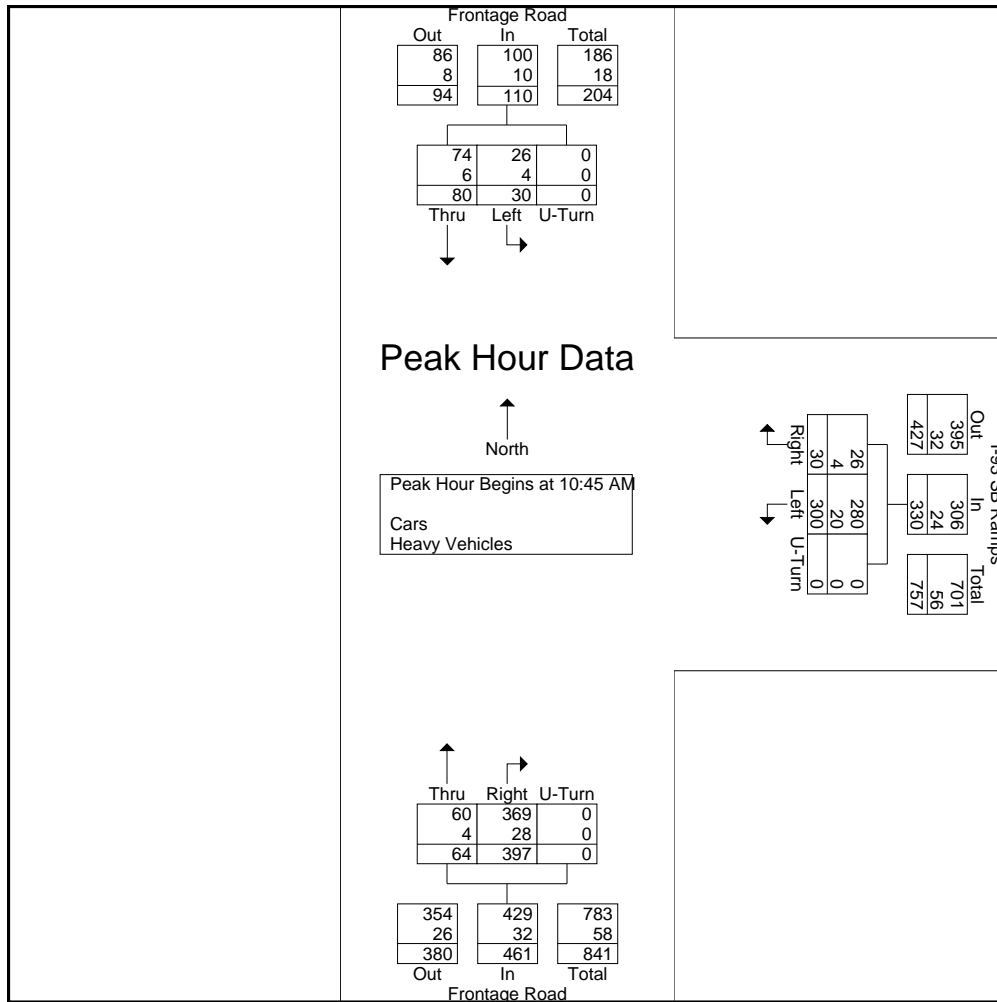 Frontage Road
Out In Total
86 100 186
8 10 18
94 110 204
74 26 0
6 4 0
80 30 0
Thru Left U-Turn
Peak Hour Data
North
Peak Hour Begins at 10:45 AM
Cars
Heavy Vehicles
SB Ramps
Out In Total
395 306 701
32 24 56
427 330 757
26 280 0
4 20 0
30 300 0
Right Left U-Turn
Thru Right U-Turn
60 369 0
4 28 0
64 397 0
354 429 783
26 32 58
380 461 841
Out In Total
Frontage Road